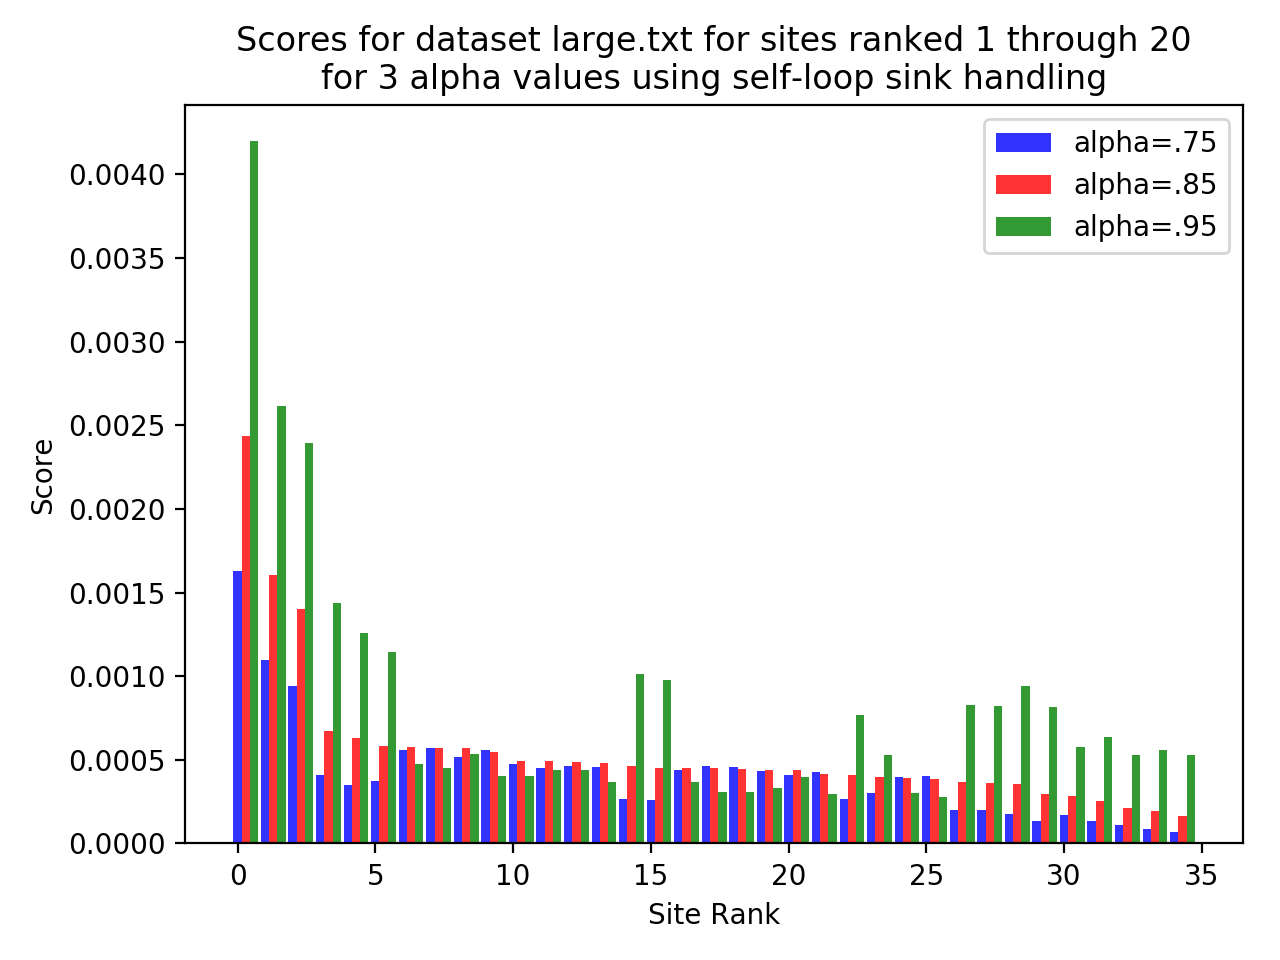 Scores for dataset large.txt for sites ranked 1 through 20
for 3 alpha values using self-loop sink handling
alpha=.75
alpha=.85
alpha=.95
0.0040
0.0035
0.0030
0.0025
0.0020
0.0015
0.0010
0.0005
0.0000
Score
0 5 10 15 20 25 30 35
Site Rank